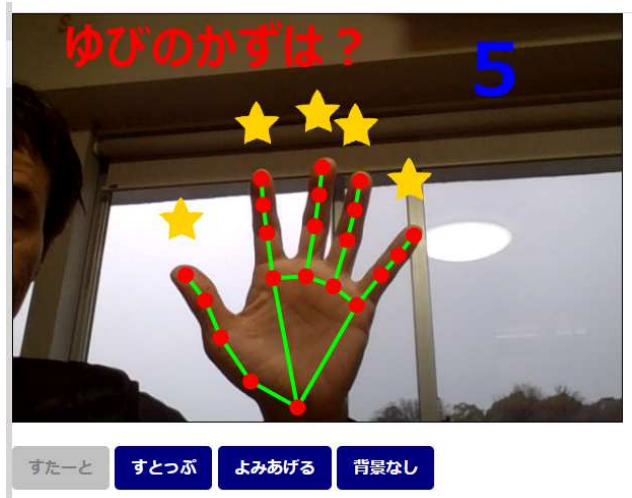 ゆびのかずは？
5
すたーと
すとっぷ
よみあげる
背景なし